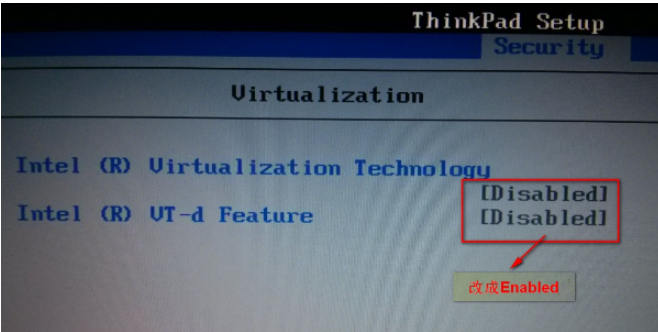 ThinkPad Setup
Security
Virtualization
Intel (R) Virtualization Technology
[Disabled]
Intel (R) VT-d Feature
[Disabled]
改成Enabled